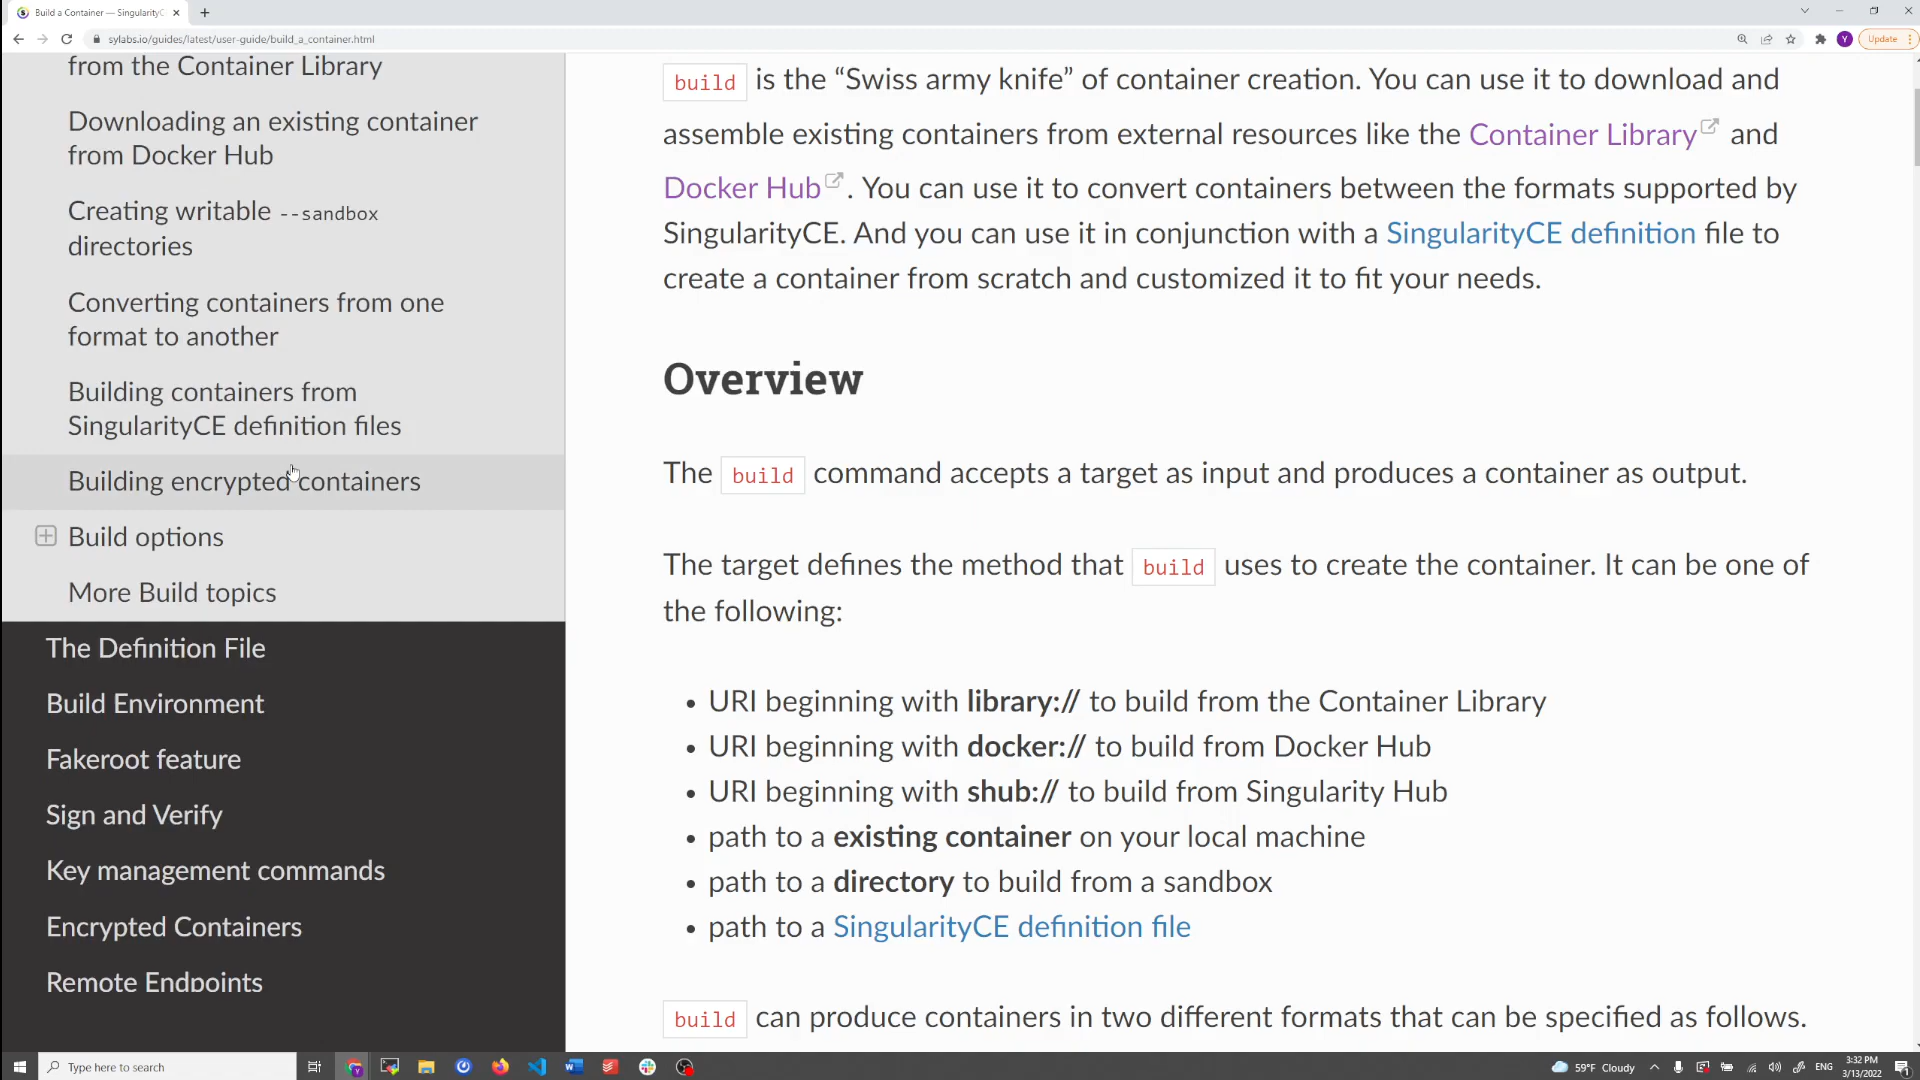 Build a Container — SingularityC
sylabs.io/guides/latest/user-guide/build_a_container.html
Y
Update
from the Container Library
Downloading an existing container
from Docker Hub
Creating writable --sandbox
directories
Converting containers from one
format to another
Building containers from
SingularityCE definition files
Building encrypted containers
Build options
More Build topics
The Definition File
Build Environment
Fakeroot feature
Sign and Verify
Key management commands
Encrypted Containers
Remote Endpoints
build is the “Swiss army knife” of container creation. You can use it to download and
assemble existing containers from external resources like the Container Library and
Docker Hub. You can use it to convert containers between the formats supported by
SingularityCE. And you can use it in conjunction with a SingularityCE definition file to
create a container from scratch and customized it to fit your needs.
Overview
The build command accepts a target as input and produces a container as output.
The target defines the method that build uses to create the container. It can be one of
the following:
• URI beginning with library:// to build from the Container Library
• URI beginning with docker:// to build from Docker Hub
• URI beginning with shub:// to build from Singularity Hub
• path to a existing container on your local machine
• path to a directory to build from a sandbox
• path to a SingularityCE definition file
build can produce containers in two different formats that can be specified as follows.
Type here to search
59°F Cloudy
ENG
3:32 PM
3/13/2022